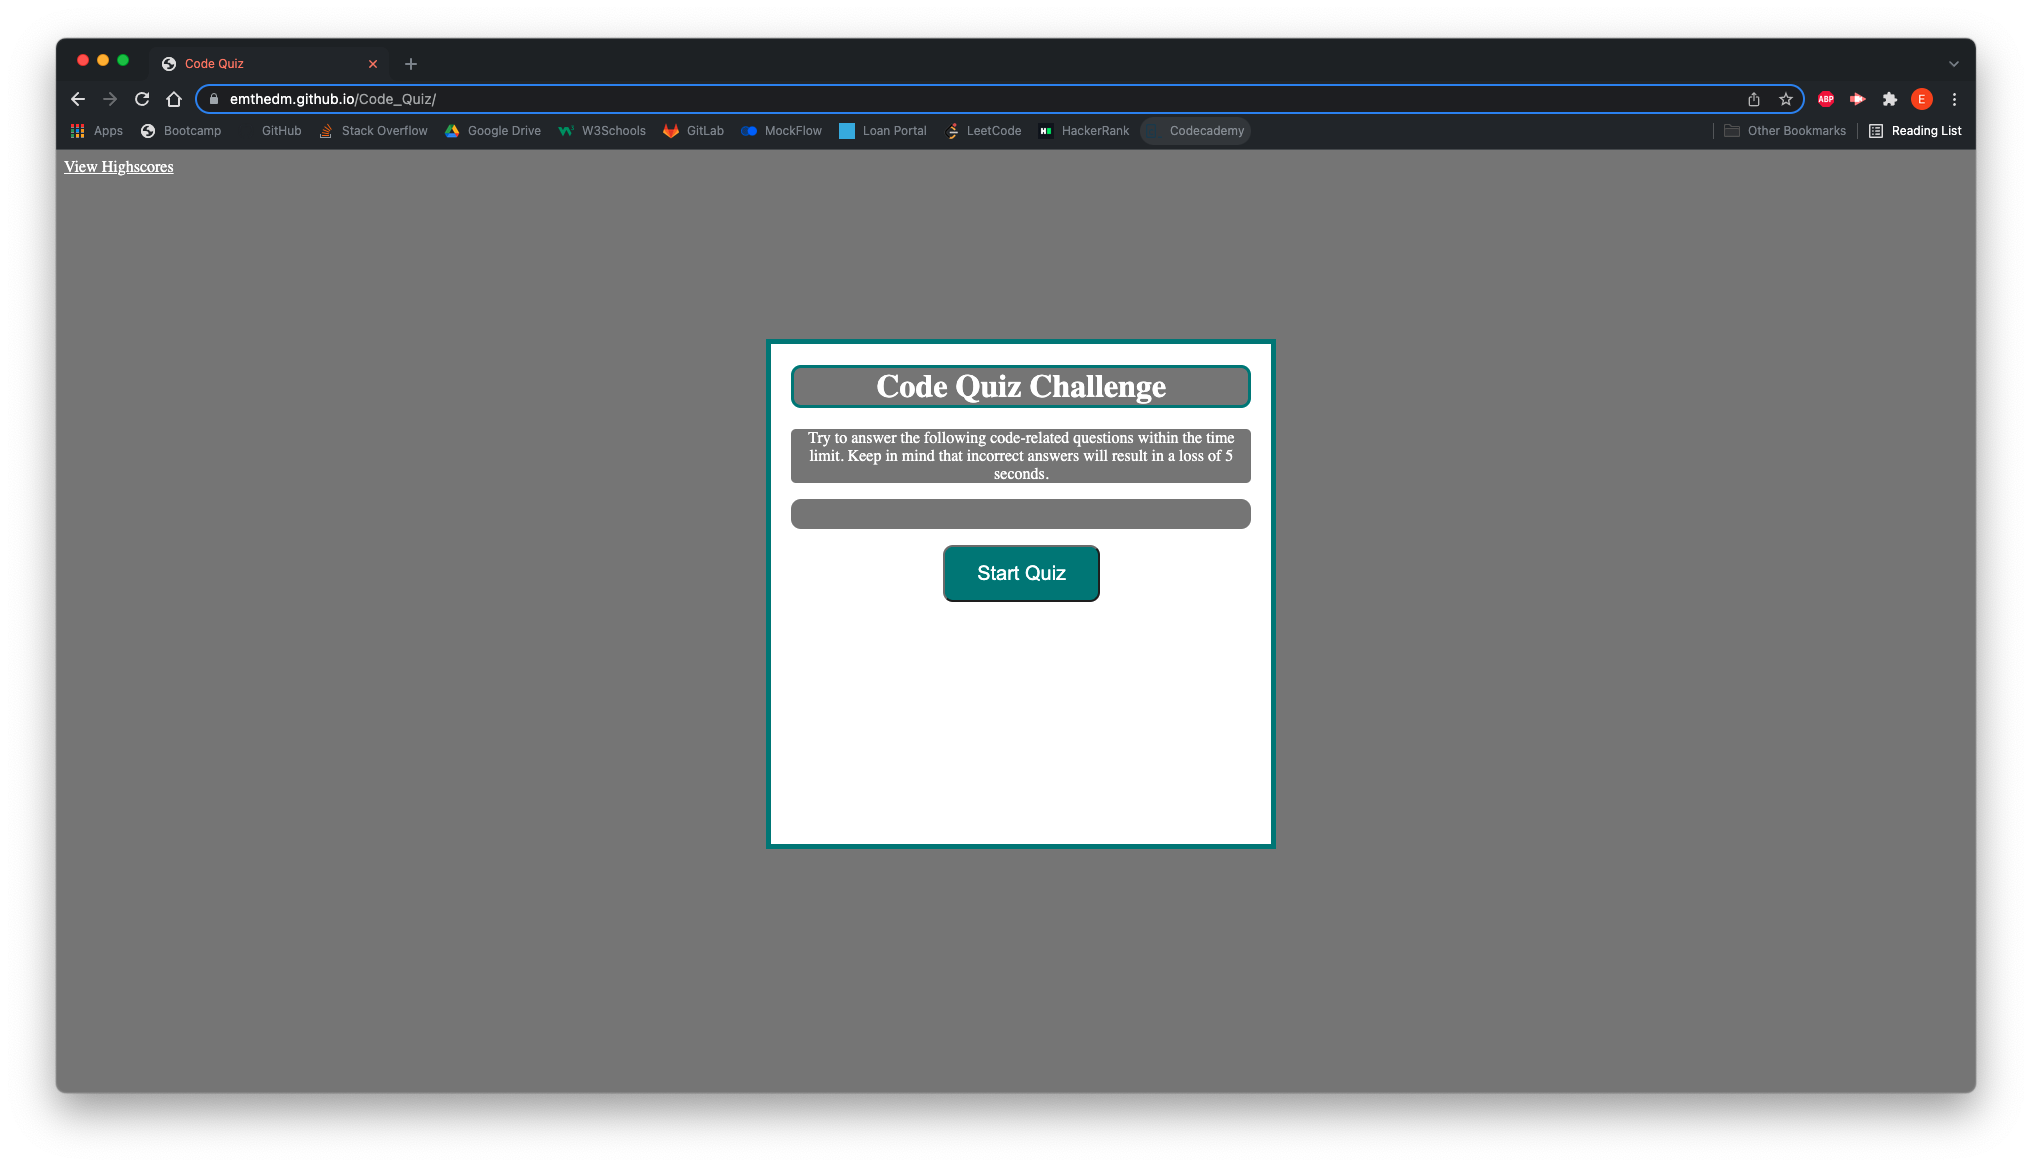 Code Quiz
emthedm.github.io/Code_Quiz/
ABP
E
Apps Bootcamp GitHub Stack Overflow Google Drive W3Schools GitLab MockFlow Loan Portal LeetCode HackerRank Codecademy Other Bookmarks Reading List
View Highscores
Code Quiz Challenge
Try to answer the following code-related questions within the time
limit. Keep in mind that incorrect answers will result in a loss of 5
seconds.
Start Quiz